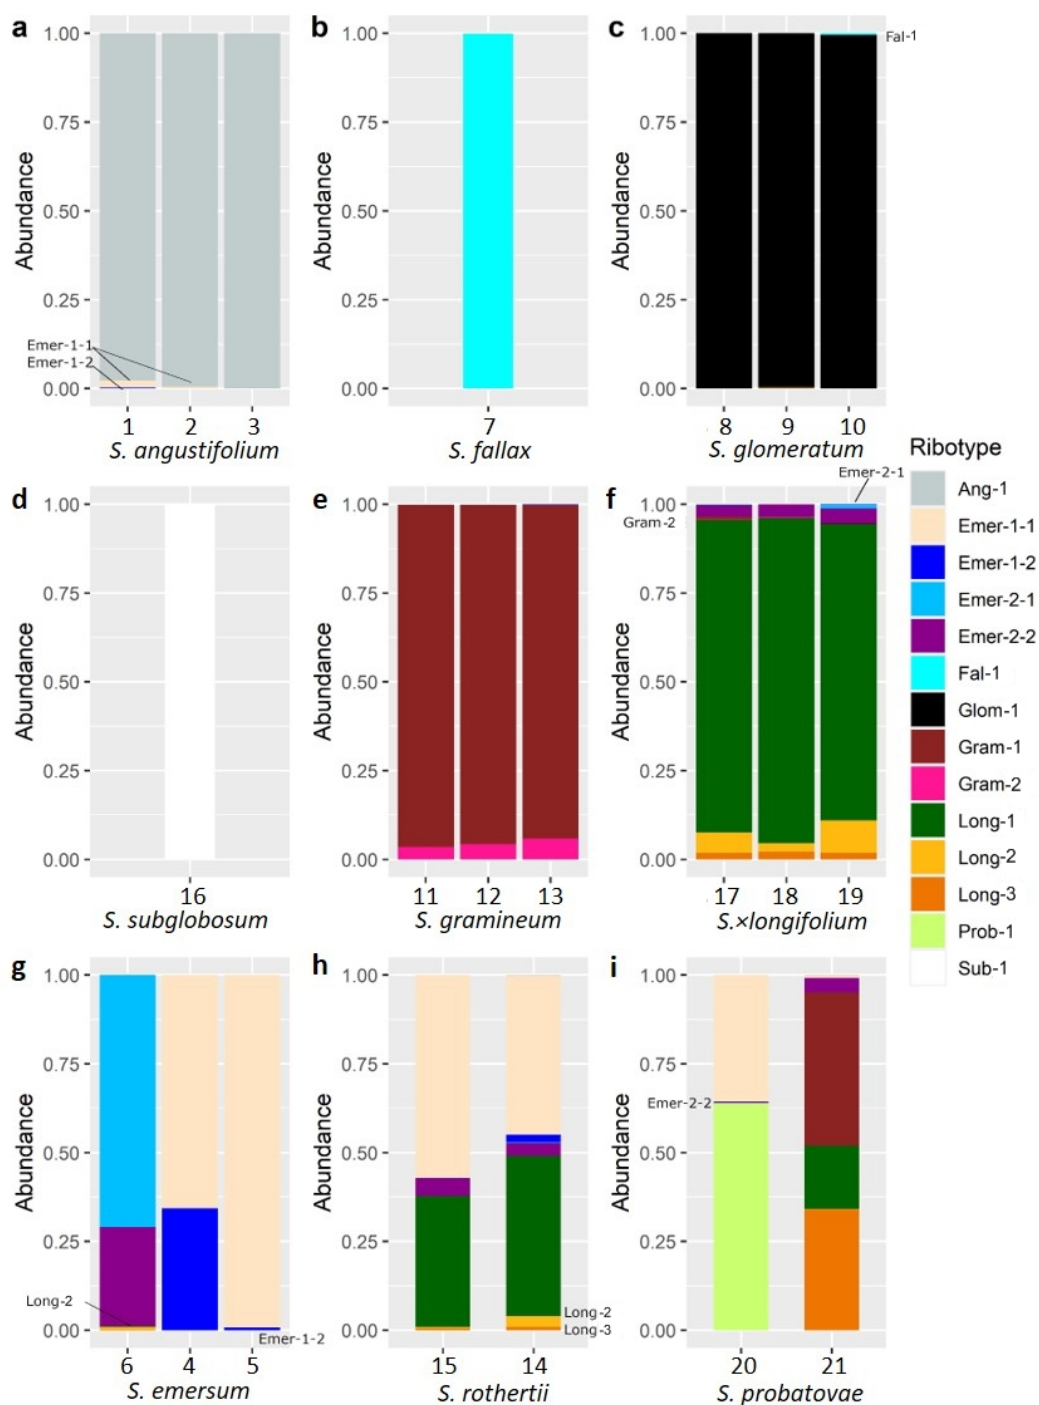 a
1.00
0.75
0.50
0.25
0.00
Abundance
Emer-1-1
Emer-1-2
1 2 3
S. angustifolium
b
1.00
0.75
0.50
0.25
0.00
Abundance
7
S. fallax
c
1.00
0.75
0.50
0.25
0.00
Abundance
Fal-1
8 9 10
S. glomeratum
d
1.00
0.75
0.50
0.25
0.00
Abundance
16
S. subglobosum
e
1.00
0.75
0.50
0.25
0.00
Abundance
11 12 13
S. gramineum
f
Emer-2-1
1.00
Gram-2
0.75
0.50
0.25
0.00
Abundance
17 18 19
S.×longifolium
Ribotype
Ang-1
Emer-1-1
Emer-1-2
Emer-2-1
Emer-2-2
Fal-1
Glom-1
Gram-1
Gram-2
Long-1
Long-2
Long-3
Prob-1
Sub-1
g
1.00
0.75
0.50
0.25
0.00
Abundance
Long-2
Emer-1-2
6 4 5
S. emersum
h
1.00
0.75
0.50
0.25
0.00
Abundance
Long-2
Long-3
15 14
S. rothertii
i
1.00
0.75
Emer-2-2
0.50
0.25
0.00
Abundance
20 21
S. probatovae